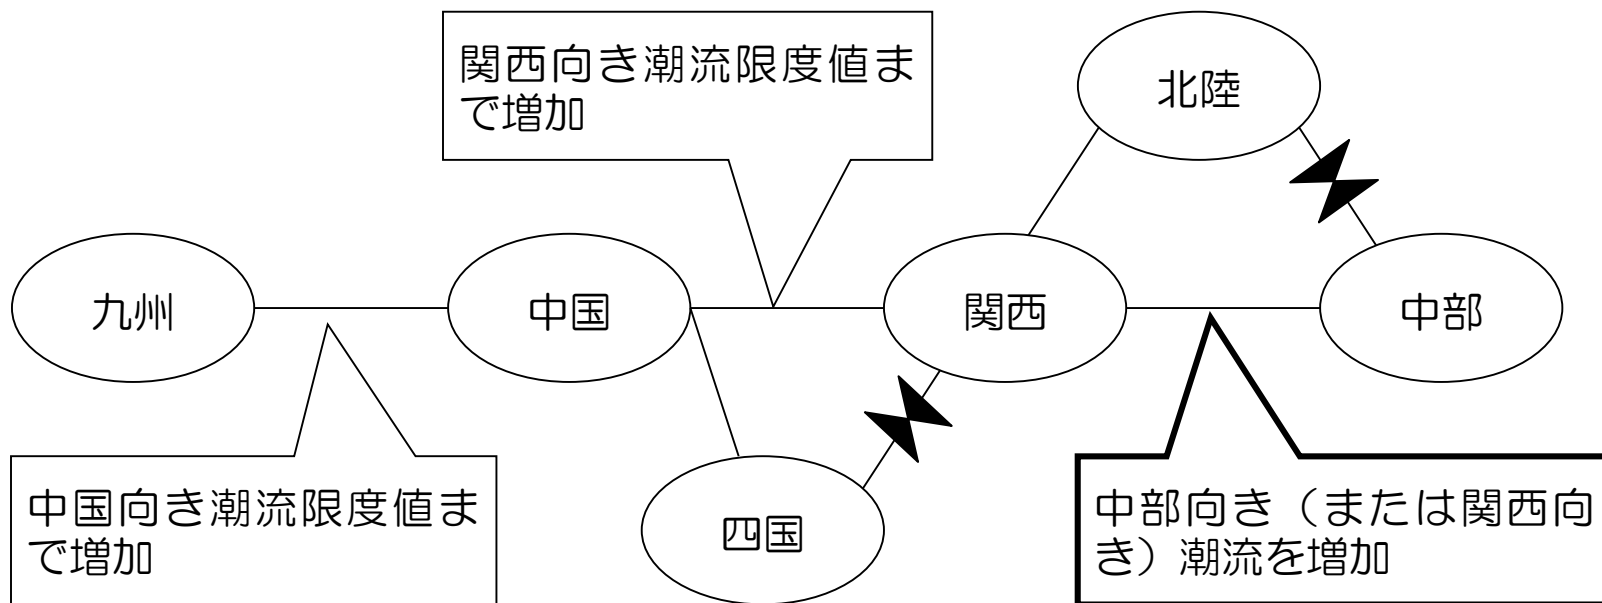 関西向き潮流限度値ま
で増加
北陸
九州
中国
関西
中部
中国向き潮流限度値ま
で増加
四国
中部向き（または関西向
き）潮流を増加